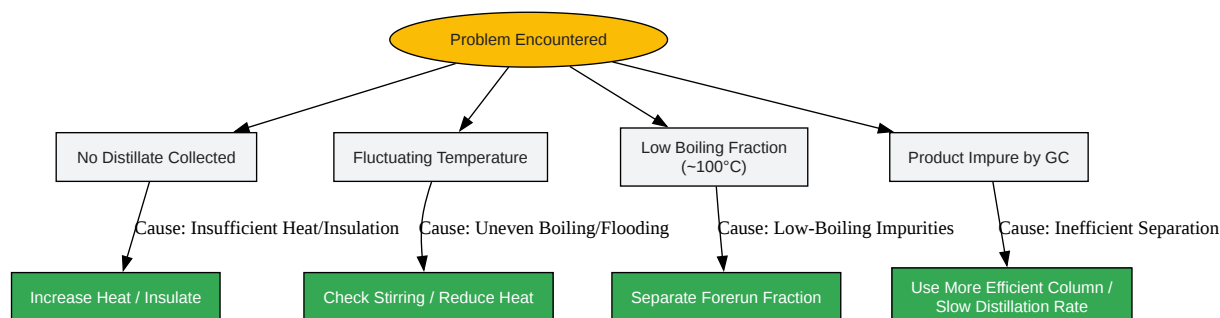 Problem Encountered
No Distillate Collected
Fluctuating Temperature
Low Boiling Fraction
(~100°C)
Product Impure by GC
Cause: Insufficient Heat/Insulation
Cause: Uneven Boiling/Flooding
Cause: Low-Boiling Impurities
Cause: Inefficient Separation
Increase Heat / Insulate
Check Stirring / Reduce Heat
Separate Forerun Fraction
Use More Efficient Column /
Slow Distillation Rate